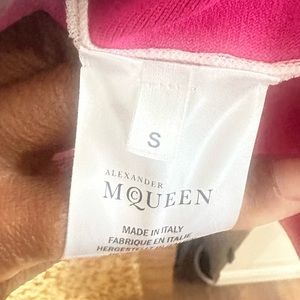 S
ALEXANDER
McQUEEN
MADE IN ITALY
FABRIQUE EN ITALIE